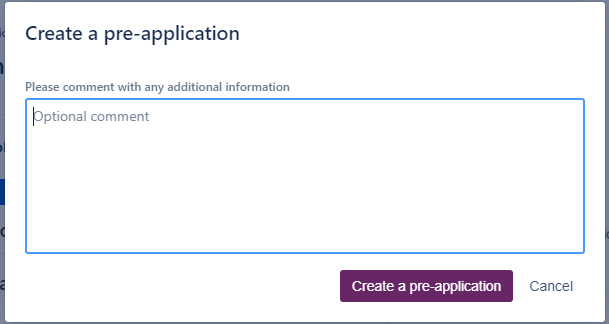 Create a pre-application
Please comment with any additional information
Optional comment
Create a pre-application Cancel